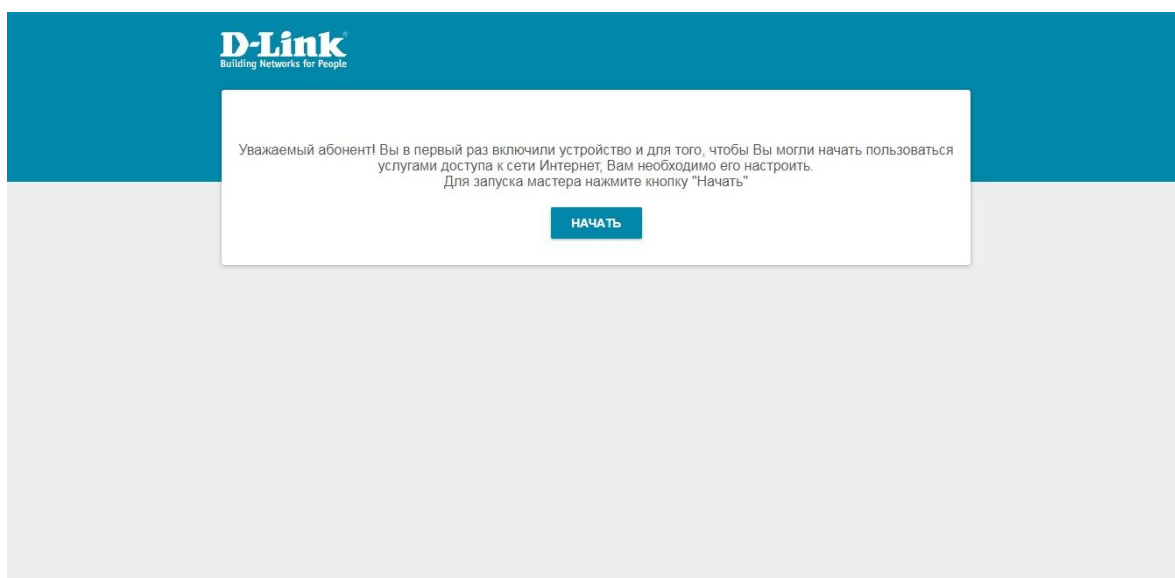 D-Link
Building Networks for People
Уважаемый абонент! Вы в первый раз включили устройство и для того, чтобы Вы могли начать пользоваться
услугами доступа к сети Интернет, Вам необходимо его настроить.
Для запуска мастера нажмите кнопку "Начать"
НАЧАТЬ